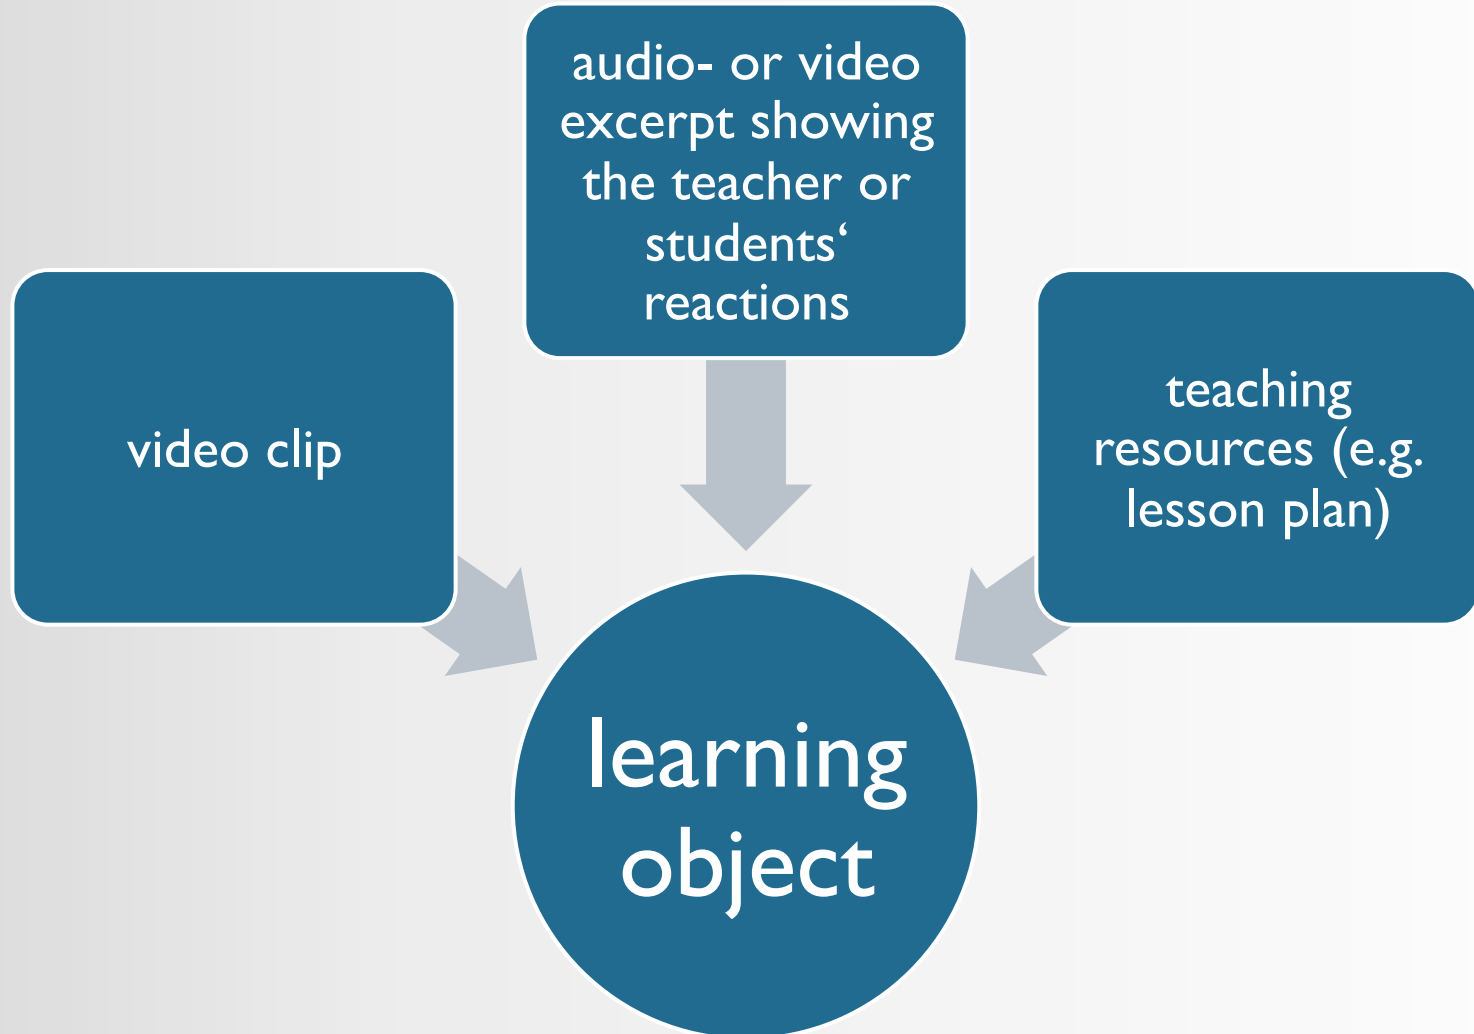 audio- or video
excerpt showing
the teacher or
students‘
reactions
video clip
teaching
resources (e.g.
lesson plan)
learning
object